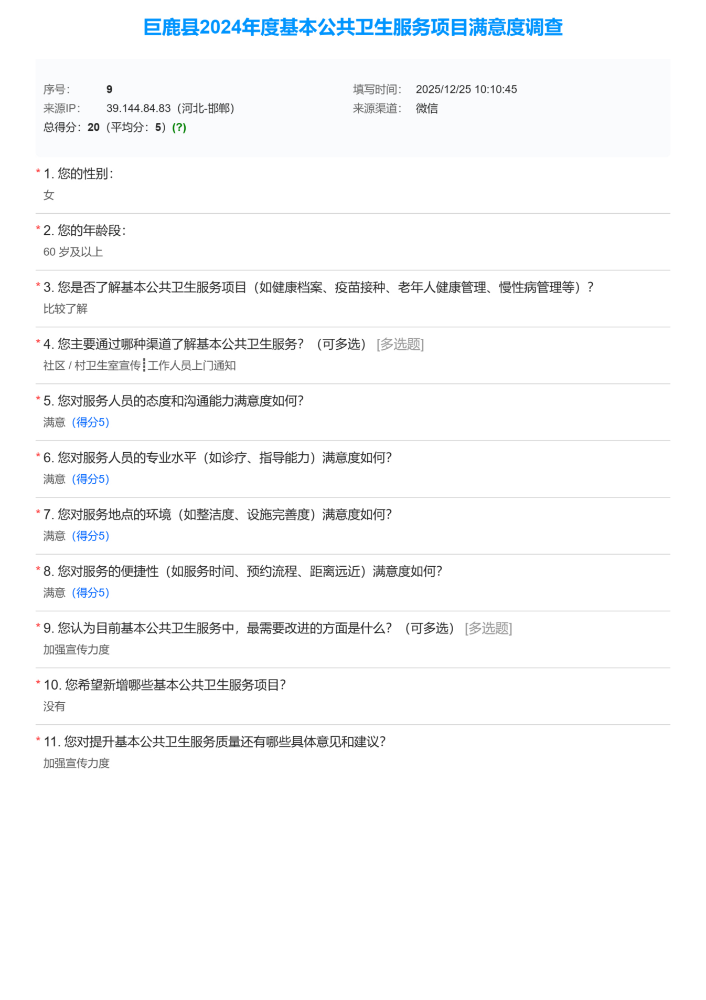 巨鹿县2024年度基本公共卫生服务项目满意度调查
序号： 9 填写时间： 2025/12/25 10:10:45
来源IP： 39.144.84.83（河北-邯郸） 来源渠道： 微信
总得分：20（平均分：5）(?)
* 1. 您的性别：
女
* 2. 您的年龄段：
60 岁及以上
* 3. 您是否了解基本公共卫生服务项目（如健康档案、疫苗接种、老年人健康管理、慢性病管理等）？
比较了解
* 4. 您主要通过哪种渠道了解基本公共卫生服务？（可多选） [多选题]
社区 / 村卫生室宣传┋工作人员上门通知
* 5. 您对服务人员的态度和沟通能力满意度如何？
满意（得分5）
* 6. 您对服务人员的专业水平（如诊疗、指导能力）满意度如何？
满意（得分5）
* 7. 您对服务地点的环境（如整洁度、设施完善度）满意度如何？
满意（得分5）
* 8. 您对服务的便捷性（如服务时间、预约流程、距离远近）满意度如何？
满意（得分5）
* 9. 您认为目前基本公共卫生服务中，最需要改进的方面是什么？（可多选） [多选题]
加强宣传力度
* 10. 您希望新增哪些基本公共卫生服务项目？
没有
* 11. 您对提升基本公共卫生服务质量还有哪些具体意见和建议？
加强宣传力度